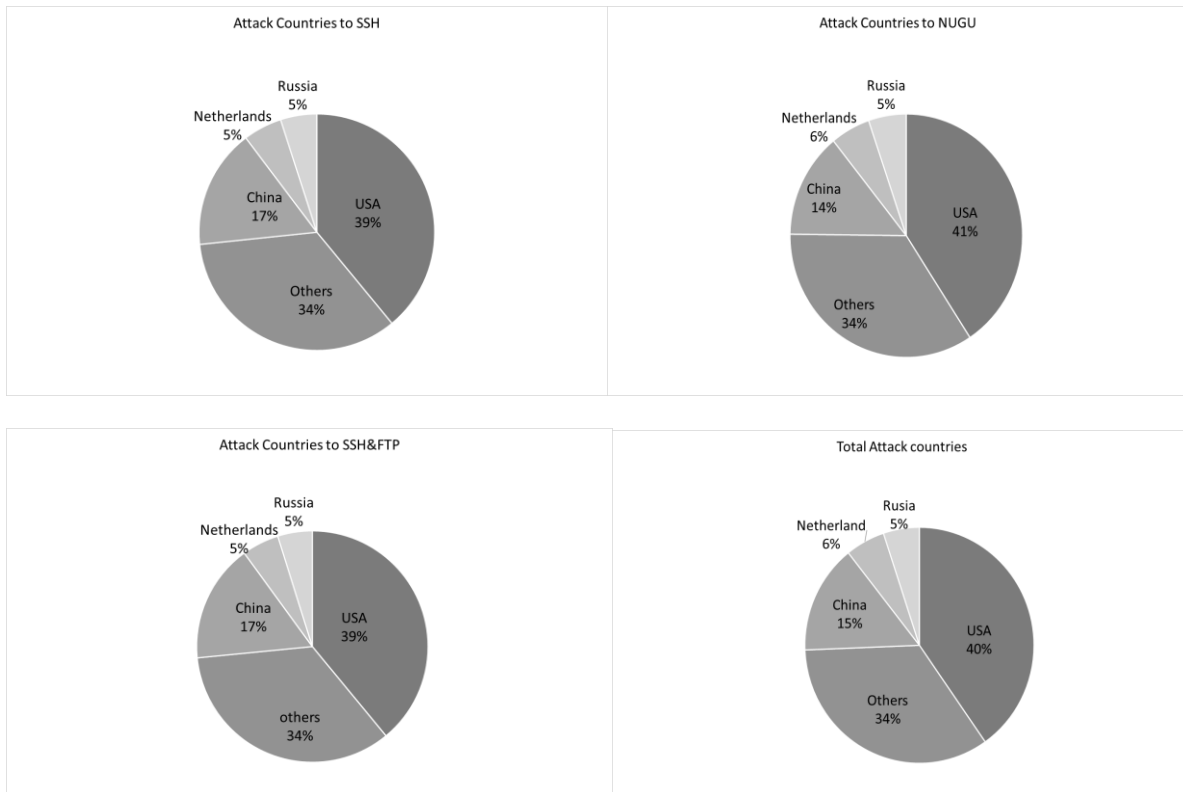 Attack Countries to SSH
Russia
5%
Netherlands
5%
China
17%
USA
39%
Others
34%
Attack Countries to NUGU
Russia
5%
Netherlands
6%
China
14%
USA
41%
Others
34%
Attack Countries to SSH&FTP
Russia
5%
Netherlands
5%
China
17%
USA
39%
others
34%
Total Attack countries
Rusia
5%
Netherland
6%
China
15%
USA
40%
Others
34%